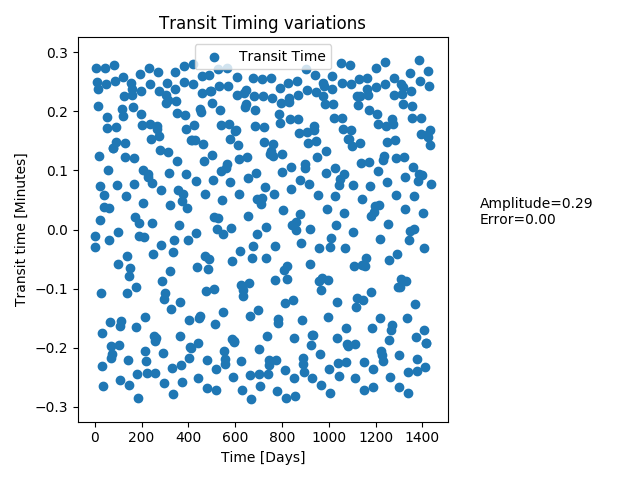 Transit Timing variations
Transit Time
Transit time [Minutes]
0.3
0.2
0.1
0.0
−0.1
−0.2
−0.3
0
200
400
600
800
1000
1200
1400
Time [Days]
Amplitude=0.29
Error=0.00